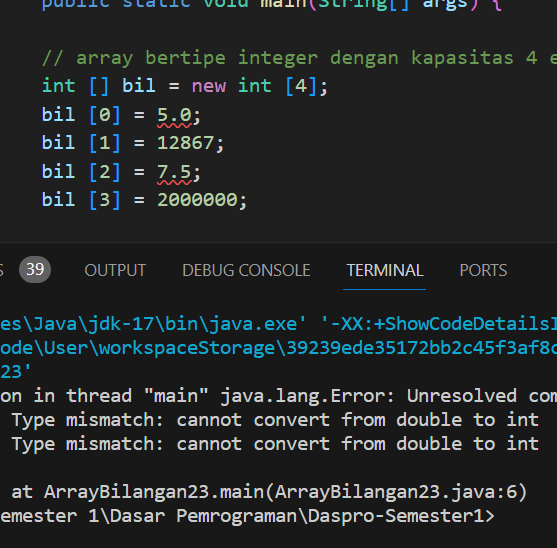 public static void main(String[] args) {
// array bertipe integer dengan kapasitas 4 e
int [] bil = new int [4];
bil [0] = 5.0;
bil [1] = 12867;
bil [2] = 7.5;
bil [3] = 2000000;
S 39 OUTPUT DEBUG CONSOLE TERMINAL PORTS
es\Java\jdk-17\bin\java.exe' '-XX:+ShowCodeDetailsI
ode\User\workspaceStorage\39239ede35172bb2c45f3af8c
23'
on in thread "main" java.lang.Error: Unresolved com
Type mismatch: cannot convert from double to int
Type mismatch: cannot convert from double to int
at ArrayBilangan23.main(ArrayBilangan23.java:6)
emester 1\Dasar Pemrograman\Daspro-Semester1>